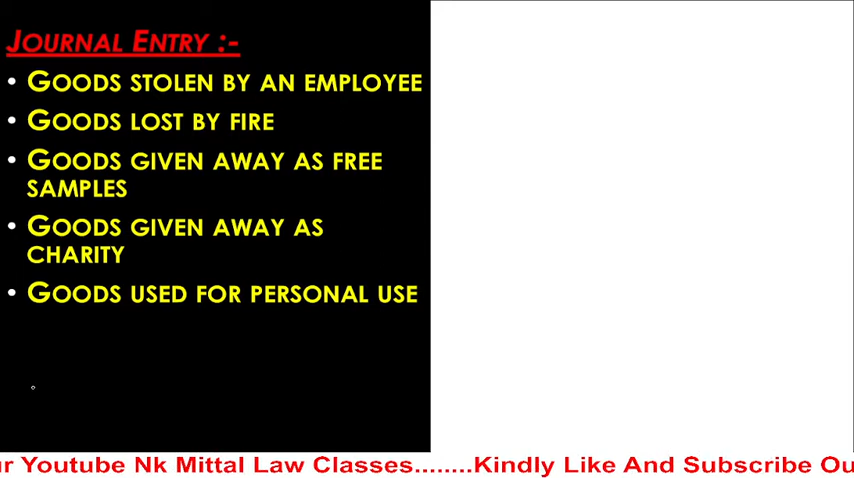 JOURNAL ENTRY :-
• GOODS STOLEN BY AN EMPLOYEE
• GOODS LOST BY FIRE
• GOODS GIVEN AWAY AS FREE
SAMPLES
• GOODS GIVEN AWAY AS
CHARITY
• GOODS USED FOR PERSONAL USE
ur Youtube Nk Mittal Law Classes........Kindly Like And Subscribe Ou